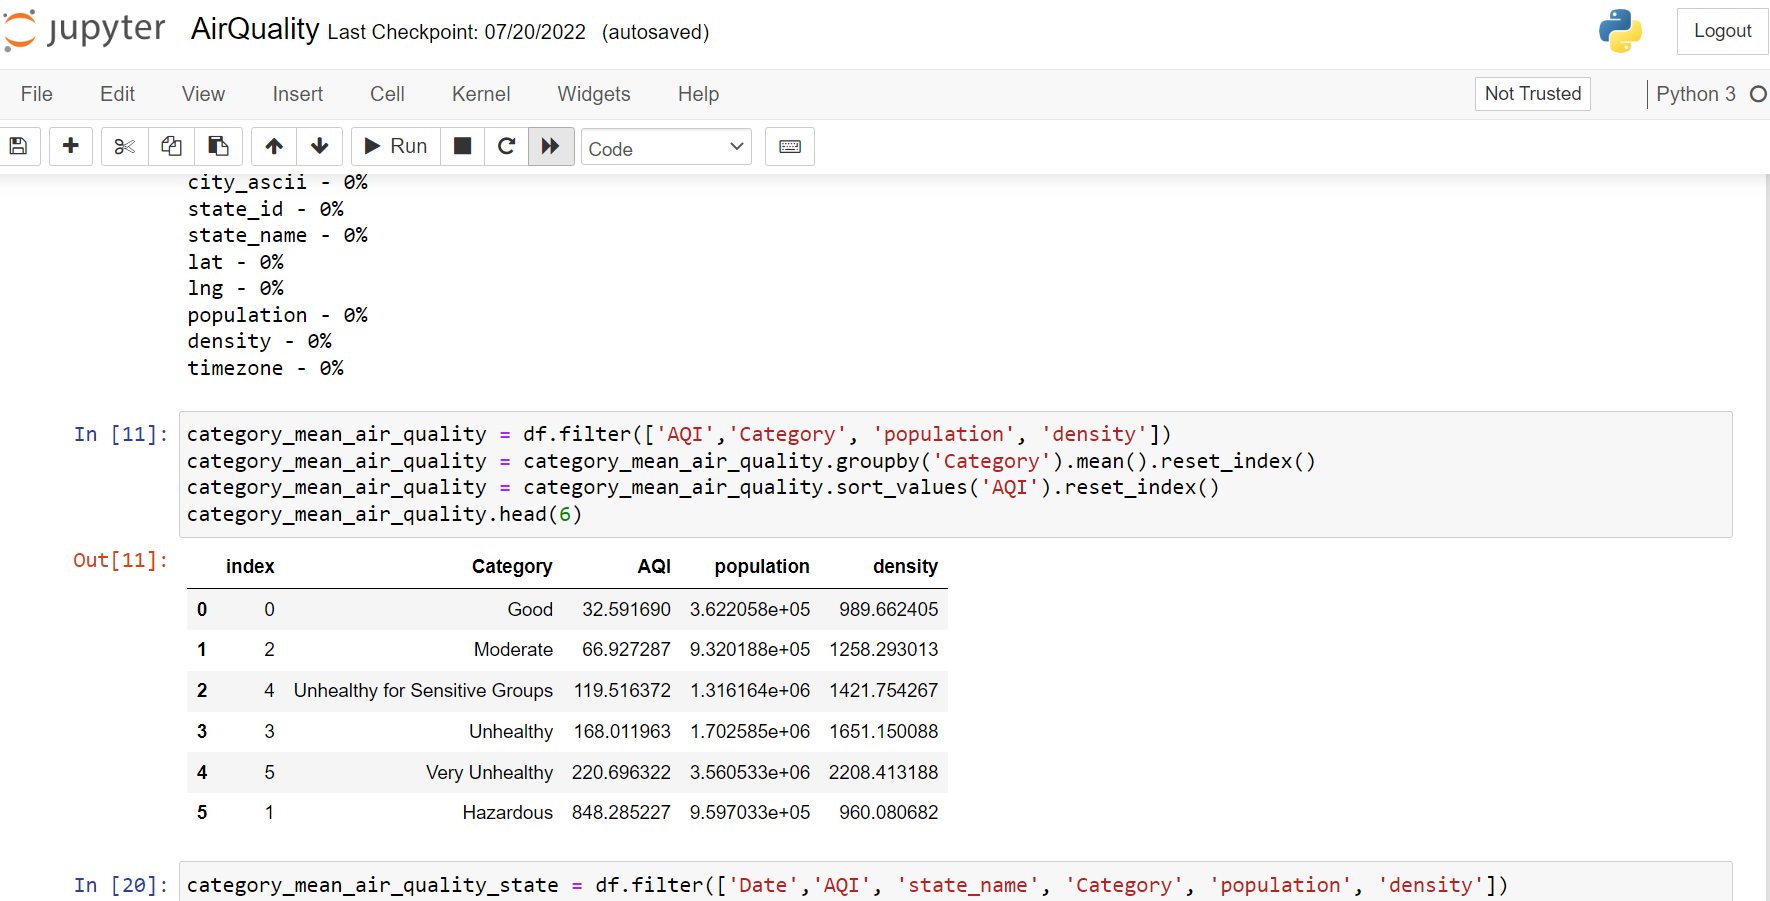 jupyter AirQuality Last Checkpoint: 07/20/2022 (autosaved) Logout
File Edit View Insert Cell Kernel Widgets Help Not Trusted Python 3
Run Code
city_ascii - 0%
state_id - 0%
state_name - 0%
lat - 0%
lng - 0%
population - 0%
density - 0%
timezone - 0%
In [11]: category_mean_air_quality = df.filter(['AQI','Category', 'population', 'density'])
category_mean_air_quality = category_mean_air_quality.groupby('Category').mean().reset_index()
category_mean_air_quality = category_mean_air_quality.sort_values('AQI').reset_index()
category_mean_air_quality.head(6)
Out[11]: index Category AQI population density
0 0 Good 32.591690 3.622058e+05 989.662405
1 2 Moderate 66.927287 9.320188e+05 1258.293013
2 4 Unhealthy for Sensitive Groups 119.516372 1.316164e+06 1421.754267
3 3 Unhealthy 168.011963 1.702585e+06 1651.150088
4 5 Very Unhealthy 220.696322 3.560533e+06 2208.413188
5 1 Hazardous 848.285227 9.597033e+05 960.080682
In [20]: category_mean_air_quality_state = df.filter(['Date','AQI', 'state_name', 'Category', 'population', 'density'])